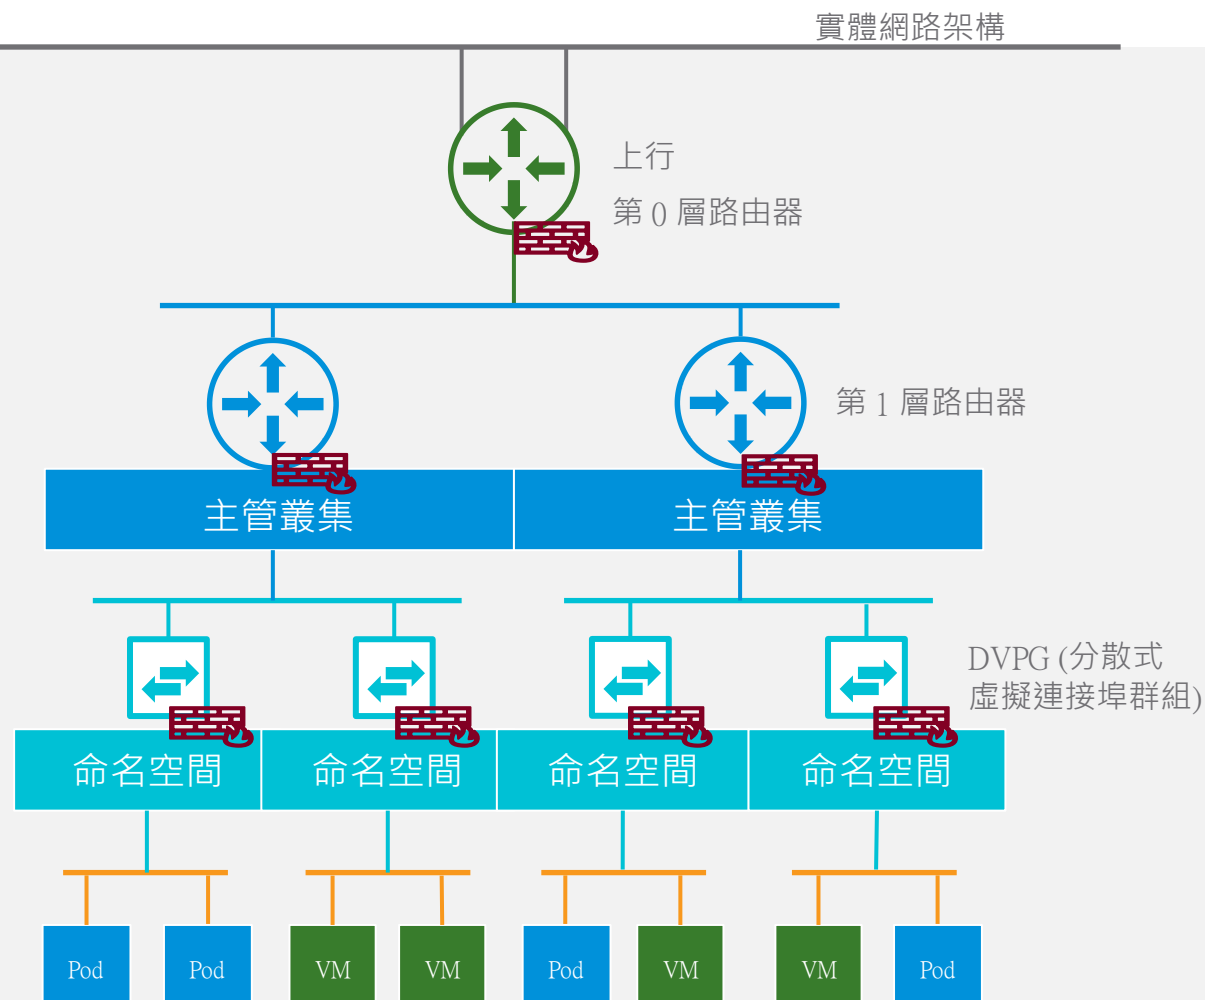 實體網路架構
上行
第 0 層路由器
第 1 層路由器
主管叢集
主管叢集
DVPG (分散式
虛擬連接埠群組)
命名空間
命名空間
命名空間
命名空間
Pod
Pod
VM
VM
Pod
VM
VM
Pod